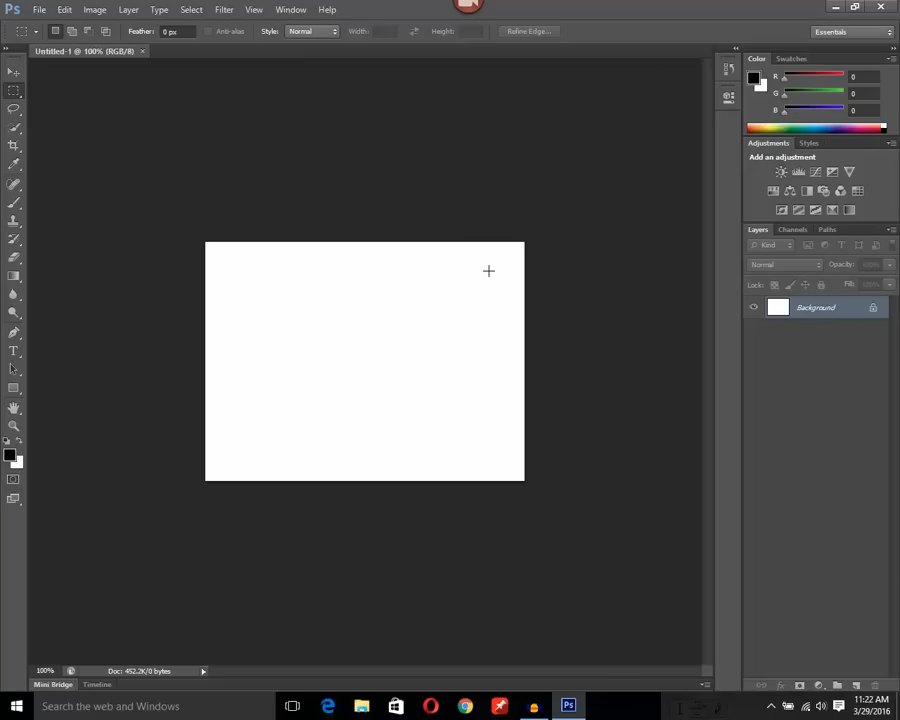 Ps File Edit Image Layer Type Select Filter View Window Help
Feather: 0 px Anti-alias Style: Normal Width: Height: Refine Edge... Essentials
Untitled-1 @ 100% (RGB/8) ×
Color Swatches
R 0
G 0
B 0
Adjustments Styles
Add an adjustment
Layers Channels Paths
Kind
Normal Opacity: 100%
Lock: Fill: 100%
Background
100% Doc: 452.2K/0 bytes
Mini Bridge Timeline
Search the web and Windows
Ps
11:22 AM
3/29/2016